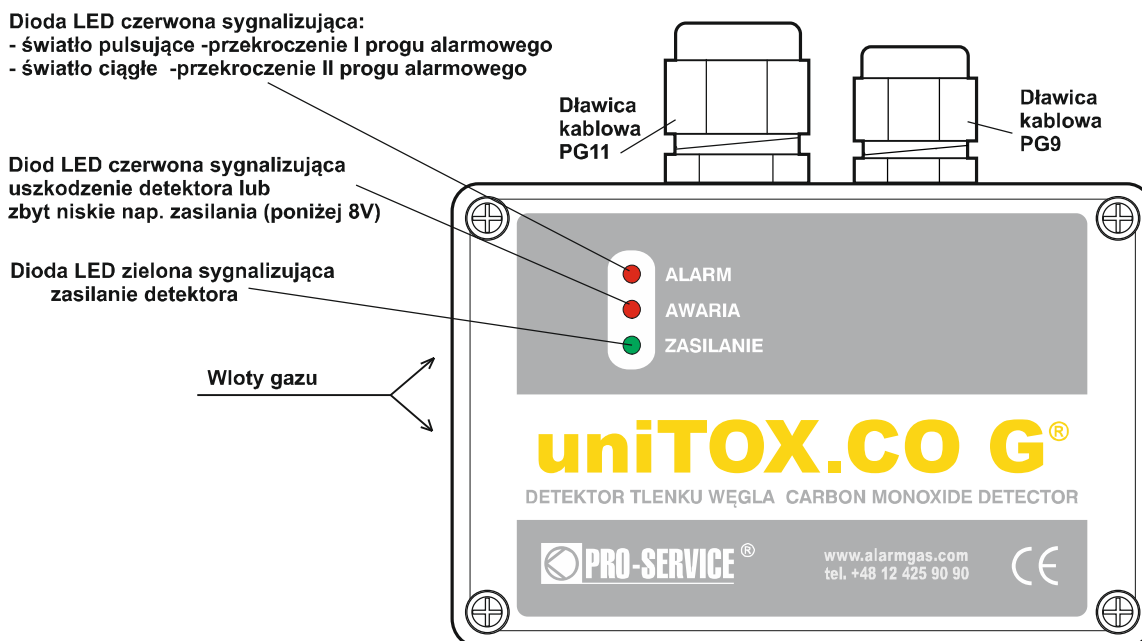 Dioda LED czerwona sygnalizująca:
- światło pulsujące -przekroczenie I progu alarmowego
- światło ciągłe -przekroczenie II progu alarmowego
Dławica
kablowa
PG11
Dławica
kablowa
PG9
Diod LED czerwona sygnalizująca
uszkodzenie detektora lub
zbyt niskie nap. zasilania (poniżej 8V)
Dioda LED zielona sygnalizująca
zasilanie detektora
ALARM
AWARIA
ZASILANIE
Wloty gazu
uniTOX.CO G®
DETEKTOR TLENKU WĘGLA CARBON MONOXIDE DETECTOR
PRO-SERVICE ®
www.alarmgas.com
tel. +48 12 425 90 90
CE